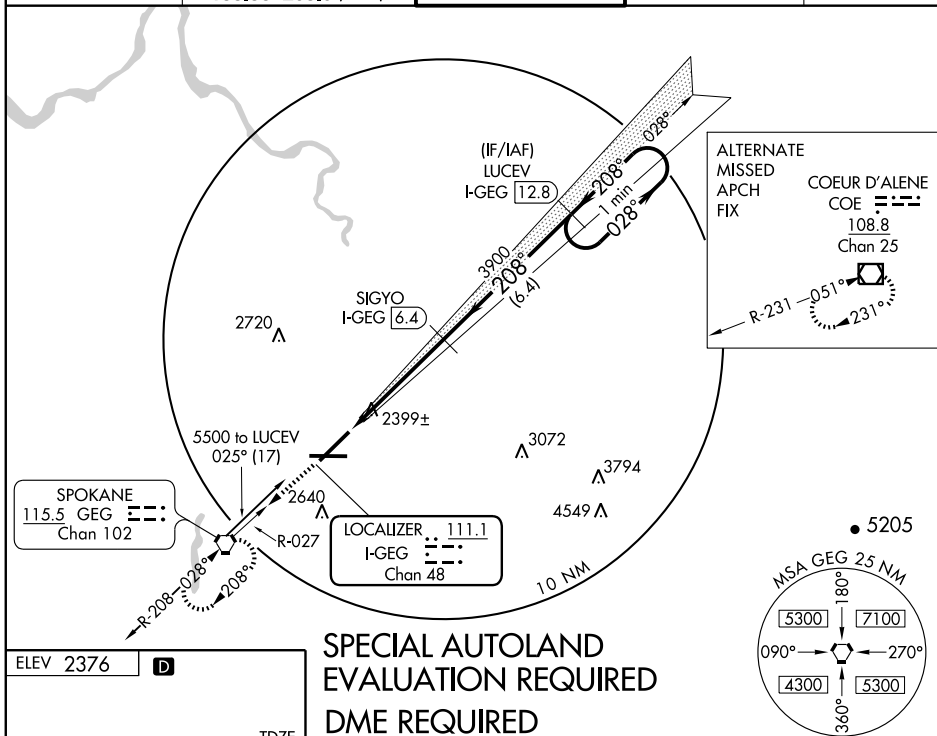 (IF/IAF)
LUCEV
I-GEG 12.8
028°
208°
1 min
028°
3900
208°
(6.4)
SIGYO
I-GEG 6.4
2720
2399±
ALTERNATE
MISSED
APCH
FIX
COEUR D'ALENE
COE
108.8
Chan 25
R-231
051°
231°
5500 to LUCEV
025° (17)
3072
3794
4549
2640
SPOKANE
115.5 GEG
Chan 102
R-027
LOCALIZER 111.1
I-GEG
Chan 48
R-208
028°
208°
10 NM
5205
MSA GEG 25 NM
180°
5300
7100
090°
270°
4300
5300
360°
ELEV 2376
D
SPECIAL AUTOLAND
EVALUATION REQUIRED
DME REQUIRED